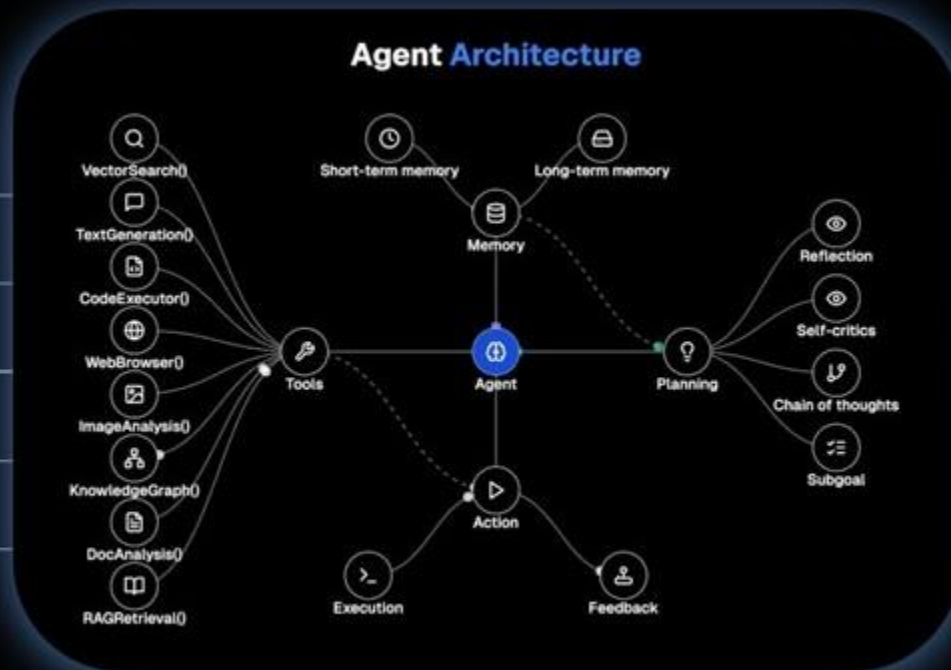 Agent Architecture
VectorSearch()
TextGeneration()
CodeExecutor()
WebBrowser()
ImageAnalysis()
KnowledgeGraph()
DocAnalysis()
RAGRetrieval()
Tools
Short-term memory
Long-term memory
Memory
Agent
Action
Execution
Feedback
Planning
Reflection
Self-critics
Chain of thoughts
Subgoal